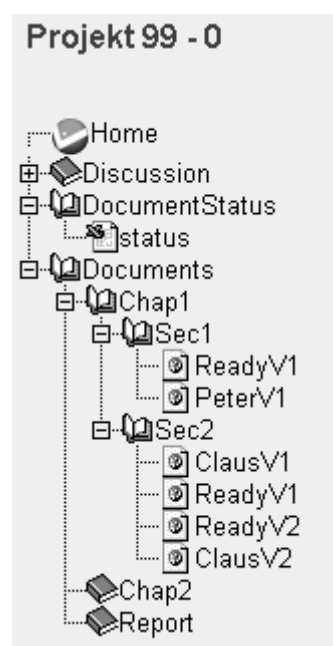 Projekt 99 - 0
Home
Discussion
DocumentStatus
status
Documents
Chap1
Sec1
ReadyV1
PeterV1
Sec2
ClausV1
ReadyV1
ReadyV2
ClausV2
Chap2
Report